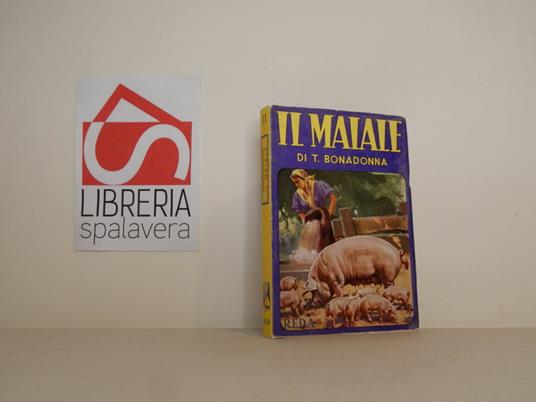 LIBRERIA
spalavera
IL MAIALE
DI T. BONADONNA
REDA